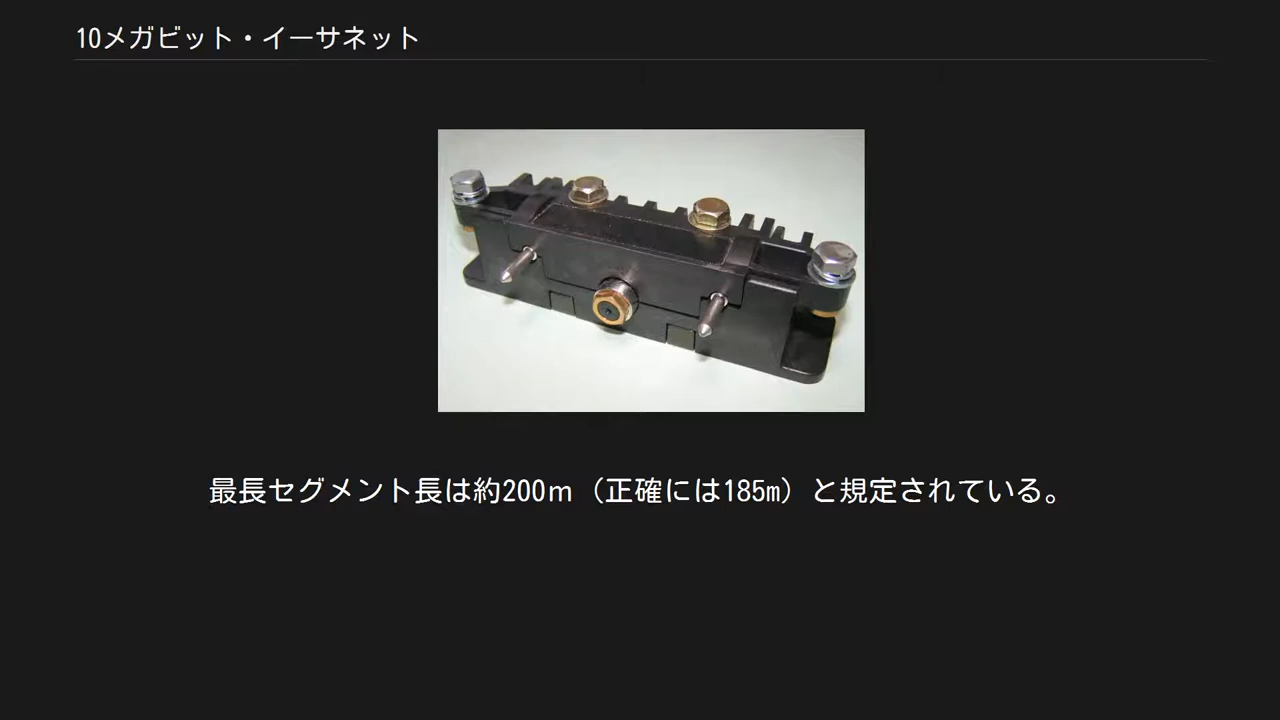 10メガビット・イーサネット
最長セグメント長は約200ｍ（正確には185m）と規定されている。